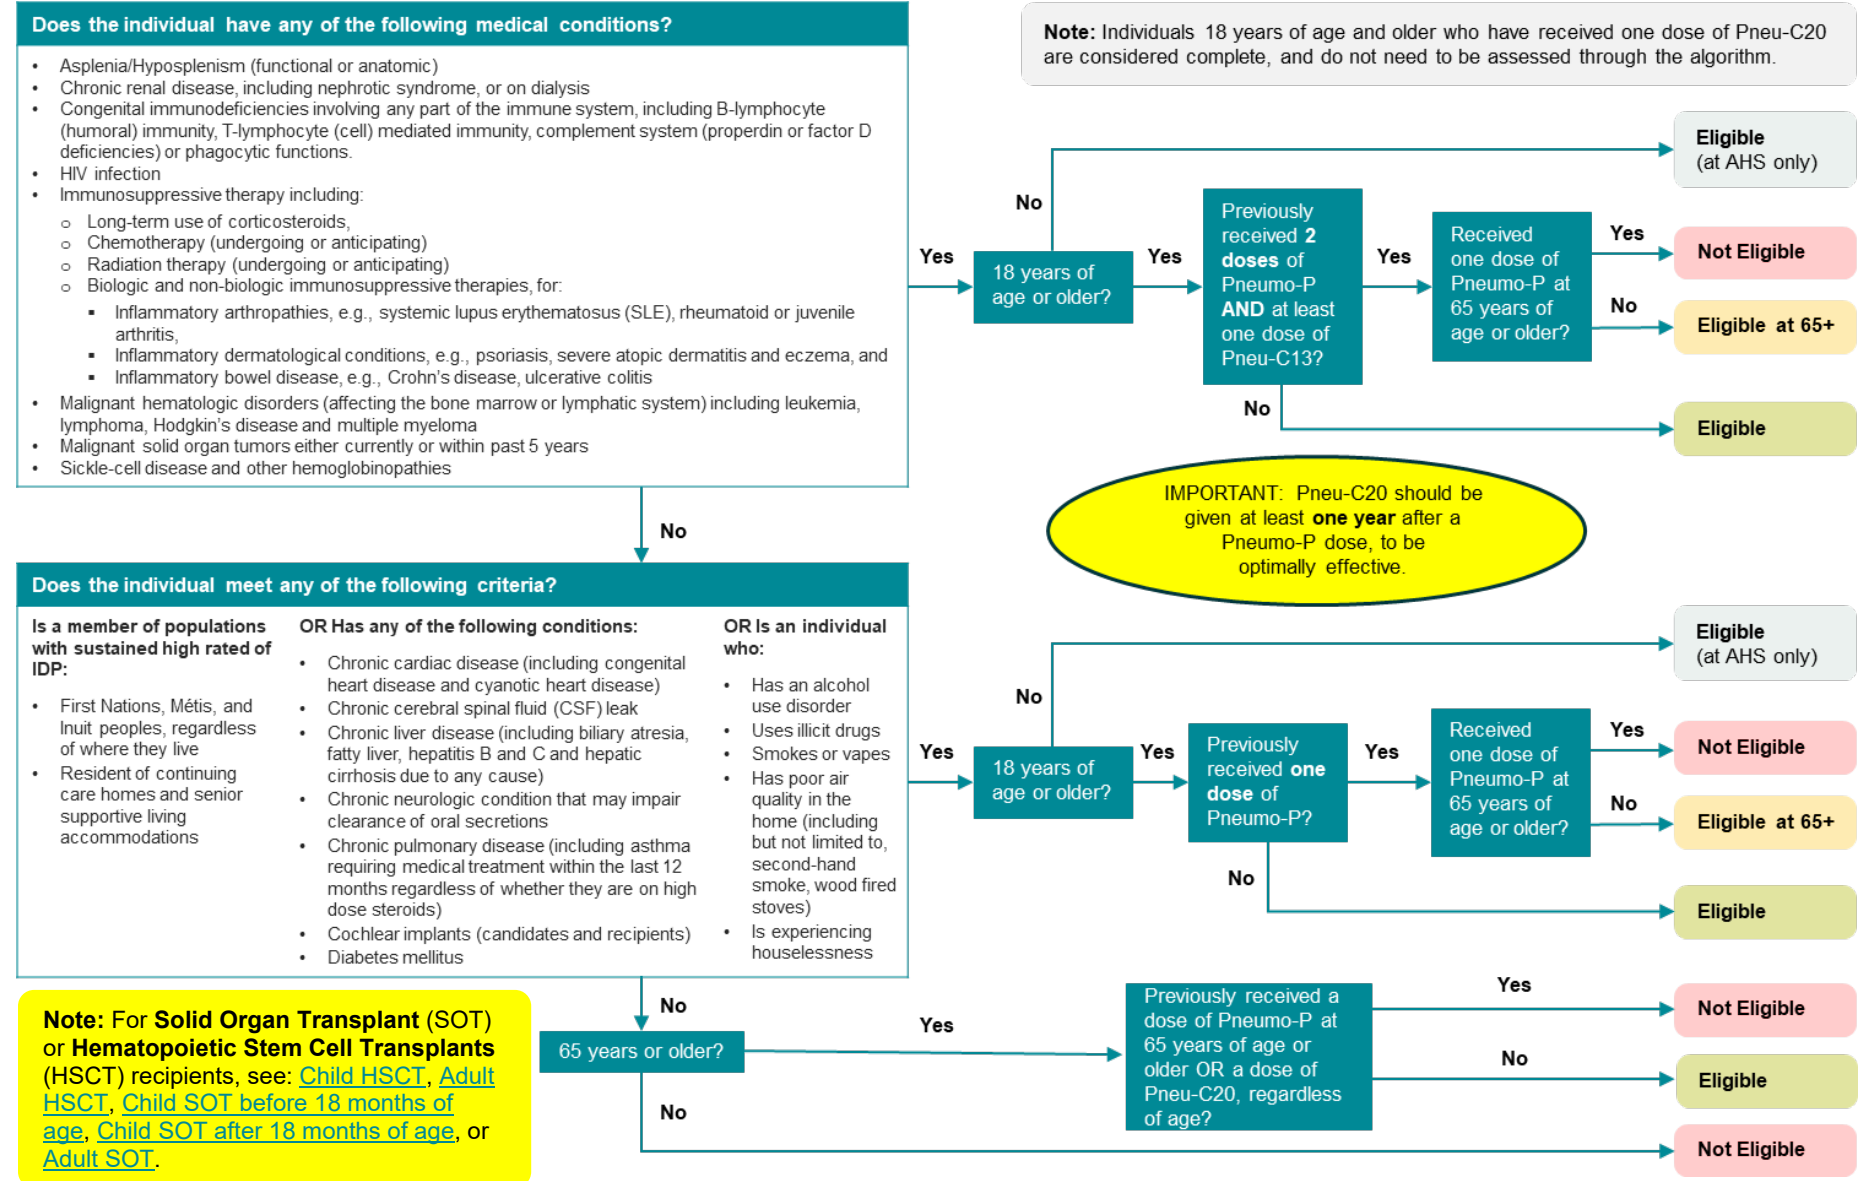 Does the individual have any of the following medical conditions?
• Asplenia/Hyposplenism (functional or anatomic)
• Chronic renal disease, including nephrotic syndrome, or on dialysis
• Congenital immunodeficiencies involving any part of the immune system, including B-lymphocyte
(humoral) immunity, T-lymphocyte (cell) mediated immunity, complement system (properdin or factor D
deficiencies) or phagocytic functions.
• HIV infection
• Immunosuppressive therapy including:
o Long-term use of corticosteroids,
o Chemotherapy (undergoing or anticipating)
o Radiation therapy (undergoing or anticipating)
o Biologic and non-biologic immunosuppressive therapies, for:
▪ Inflammatory arthropathies, e.g., systemic lupus erythematosus (SLE), rheumatoid or juvenile
arthritis,
▪ Inflammatory dermatological conditions, e.g., psoriasis, severe atopic dermatitis and eczema, and
▪ Inflammatory bowel disease, e.g., Crohn's disease, ulcerative colitis
• Malignant hematologic disorders (affecting the bone marrow or lymphatic system) including leukemia,
lymphoma, Hodgkin's disease and multiple myeloma
• Malignant solid organ tumors either currently or within past 5 years
• Sickle-cell disease and other hemoglobinopathies
Note: Individuals 18 years of age and older who have received one dose of Pneu-C20
are considered complete, and do not need to be assessed through the algorithm.
Yes
18 years of
age or older?
No
Eligible
(at AHS only)
Yes
Previously
received 2
doses of
Pneumo-P
AND at least
one dose of
Pneu-C13?
Yes
Received
one dose of
Pneumo-P at
65 years of
age or older?
Yes
Not Eligible
No
Eligible at 65+
No
Eligible
IMPORTANT: Pneu-C20 should be
given at least one year after a
Pneumo-P dose, to be
optimally effective.
No
Does the individual meet any of the following criteria?
Is a member of populations
with sustained high rated of
IDP:
• First Nations, Métis, and
Inuit peoples, regardless
of where they live
• Resident of continuing
care homes and senior
supportive living
accommodations
OR Has any of the following conditions:
• Chronic cardiac disease (including congenital
heart disease and cyanotic heart disease)
• Chronic cerebral spinal fluid (CSF) leak
• Chronic liver disease (including biliary atresia,
fatty liver, hepatitis B and C and hepatic
cirrhosis due to any cause)
• Chronic neurologic condition that may impair
clearance of oral secretions
• Chronic pulmonary disease (including asthma
requiring medical treatment within the last 12
months regardless of whether they are on high
dose steroids)
• Cochlear implants (candidates and recipients)
• Diabetes mellitus
OR Is an individual
who:
• Has an alcohol
use disorder
• Uses illicit drugs
• Smokes or vapes
• Has poor air
quality in the
home (including
but not limited to,
second-hand
smoke, wood fired
stoves)
• Is experiencing
houselessness
Yes
18 years of
age or older?
No
Eligible
(at AHS only)
Yes
Previously
received one
dose of
Pneumo-P?
Yes
Received
one dose of
Pneumo-P at
65 years of
age or older?
Yes
Not Eligible
No
Eligible at 65+
No
Eligible
No
65 years or older?
Yes
Previously received a
dose of Pneumo-P at
65 years of age or
older OR a dose of
Pneu-C20, regardless
of age?
Yes
Not Eligible
No
Eligible
No
Not Eligible
Note: For Solid Organ Transplant (SOT)
or Hematopoietic Stem Cell Transplants
(HSCT) recipients, see: Child HSCT, Adult
HSCT, Child SOT before 18 months of
age, Child SOT after 18 months of age, or
Adult SOT.